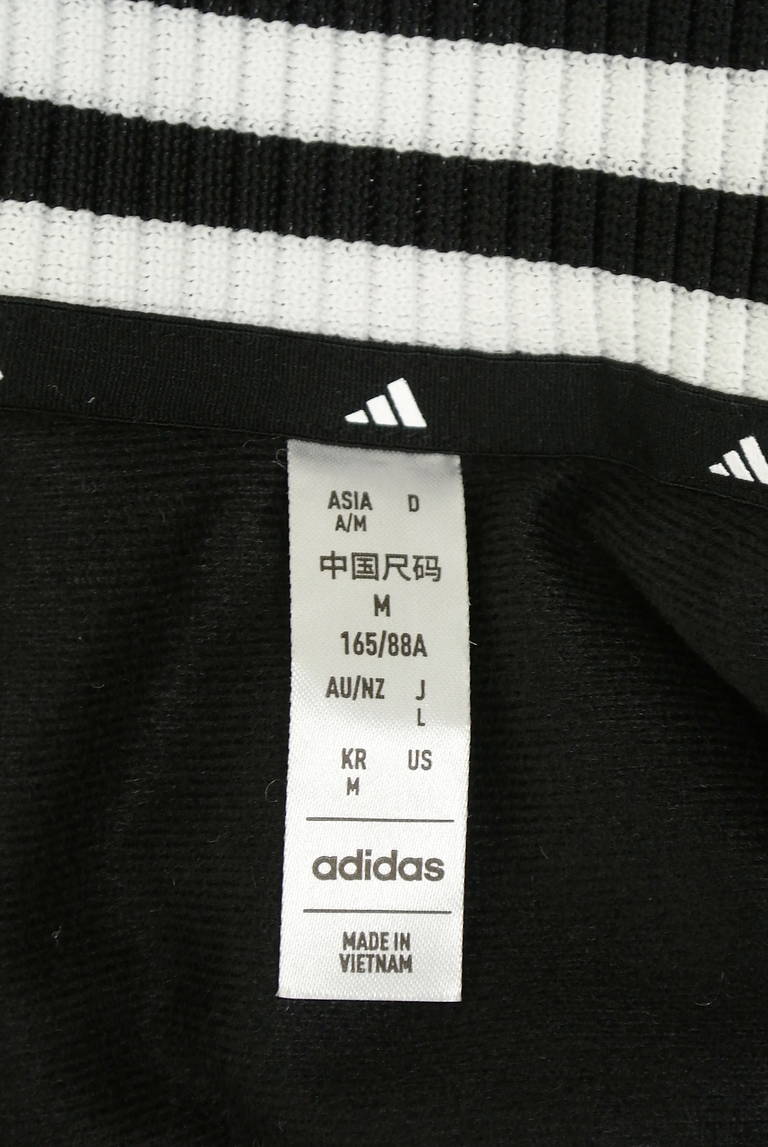 ASIA D
A/M
中国尺码
M
165/88A
AU/NZ J
L
KR US
M
adidas
MADE IN
VIETNAM